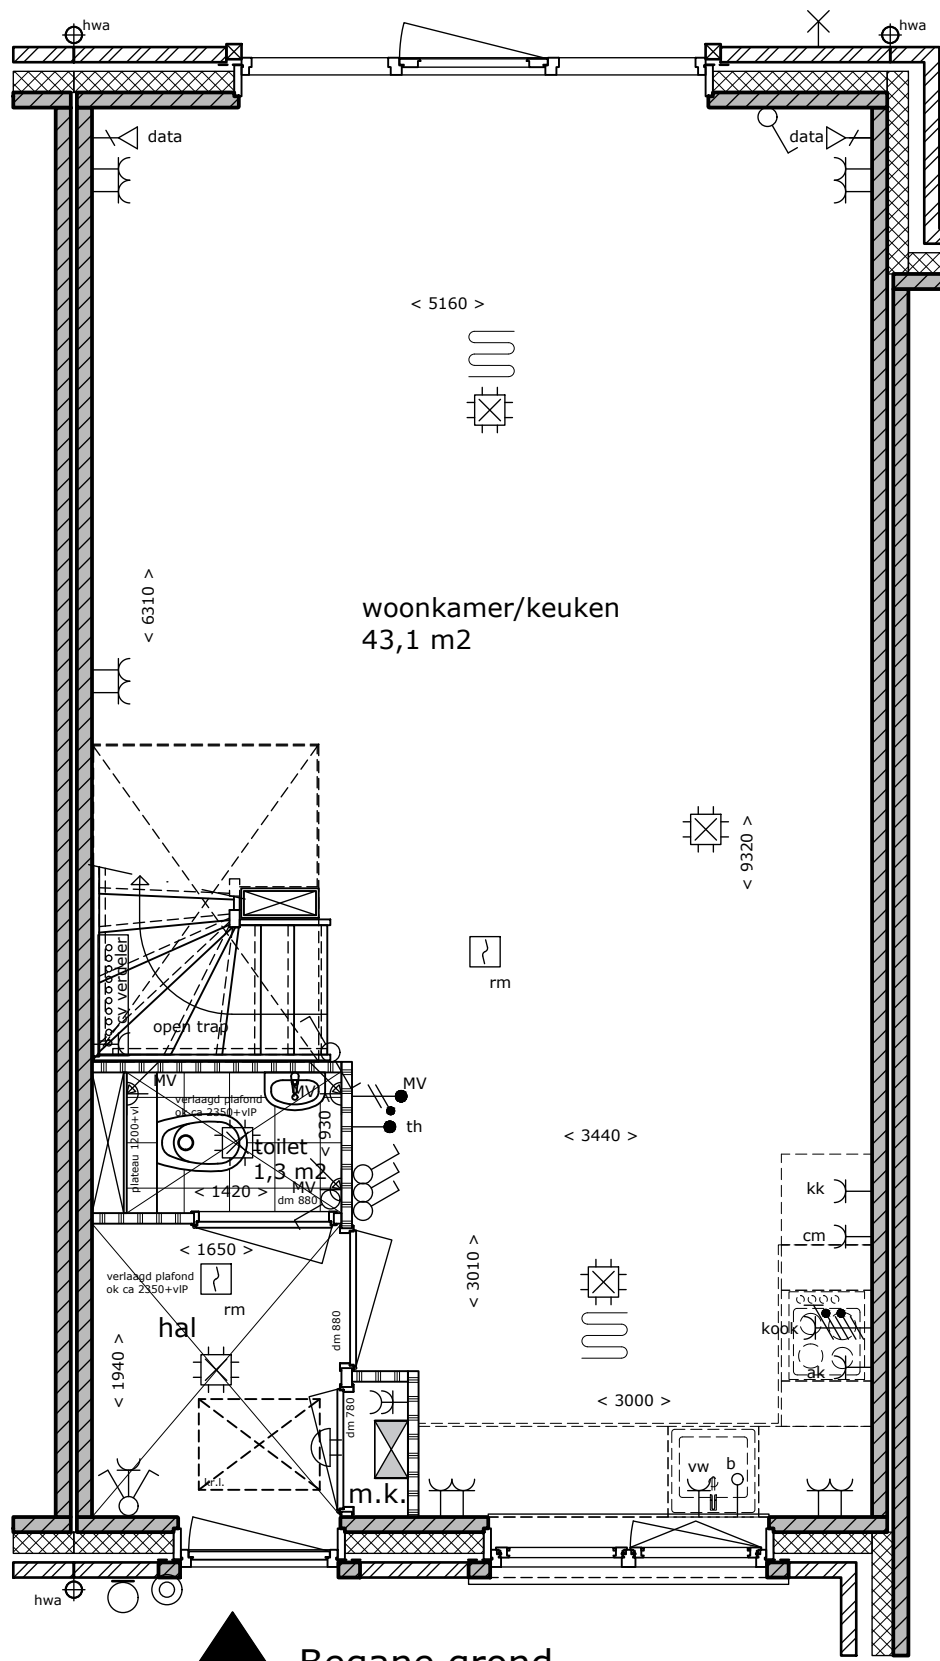 hwa
hwa
data
data
< 5160 >
< 6310 >
woonkamer/keuken
43,1 m2
< 9320 >
rm
cv verdeler
open trap
MV
MV
MV
verlaagd plafond
ok ca 2350+vlP
plateau 1200+vl
< 930 >
th
toilet
1,3 m2
< 1420 >
MV
dm 880
< 3440 >
kk
cm
< 1650 >
verlaagd plafond
ok ca 2350+vlP
rm
hal
< 3010 >
dm 880
kook
ak
< 1940 >
dm 780
< 3000 >
kr.l.
m.k.
vw
b
hwa
Begane grond